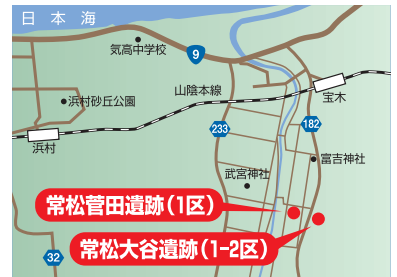 日本海
気高中学校
9
山陰本線
宝木
浜村砂丘公園
233
182
浜村
富吉神社
武宮神社
常松菅田遺跡（1区）
常松大谷遺跡（1-2区）
32